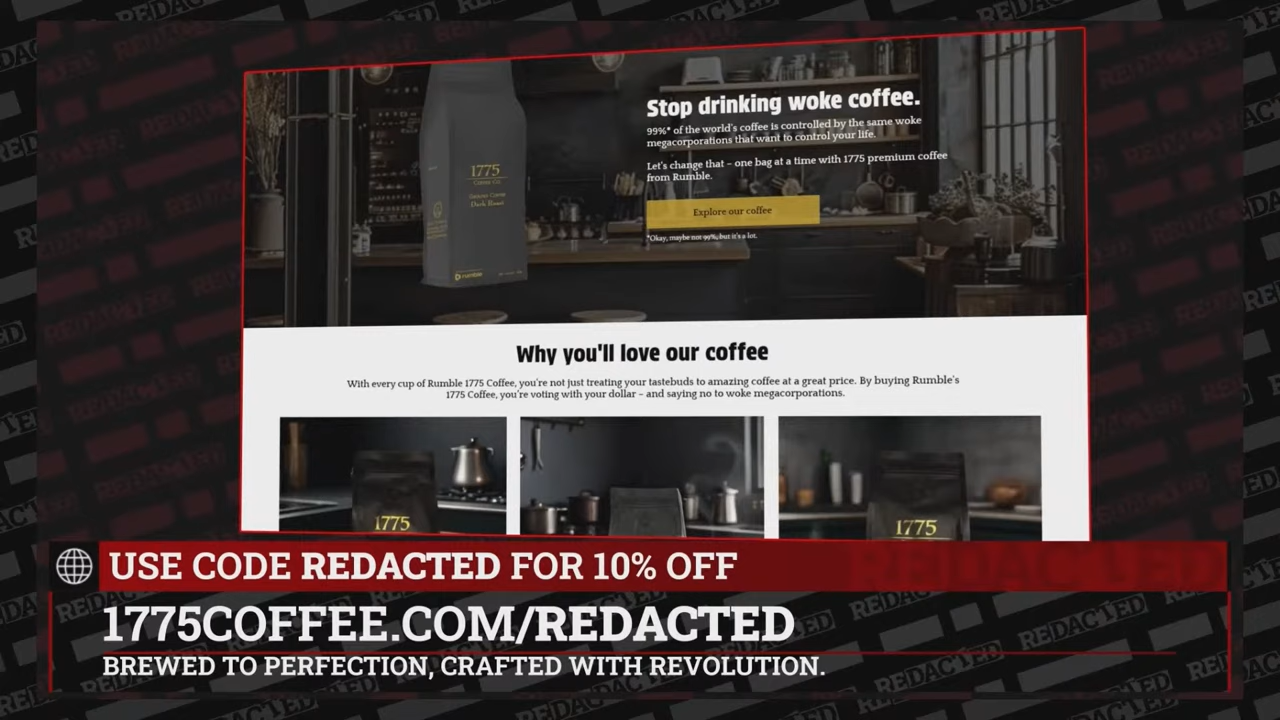 Stop drinking woke coffee.
99%* of the world's coffee is controlled by the same woke
megacorporations that want to control your life.
Let's change that – one bag at a time with 1775 premium coffee
from Rumble.
Explore our coffee
*Okay, maybe not 99%, but it's a lot.
1775
Dark Roast
rumble
Why you'll love our coffee
With every cup of Rumble 1775 Coffee, you're not just treating your tastebuds to amazing coffee at a great price. By buying Rumble's
1775 Coffee, you're voting with your dollar – and saying no to woke megacorporations.
1775
1775
USE CODE REDACTED FOR 10% OFF
1775COFFEE.COM/REDACTED
BREWED TO PERFECTION, CRAFTED WITH REVOLUTION.